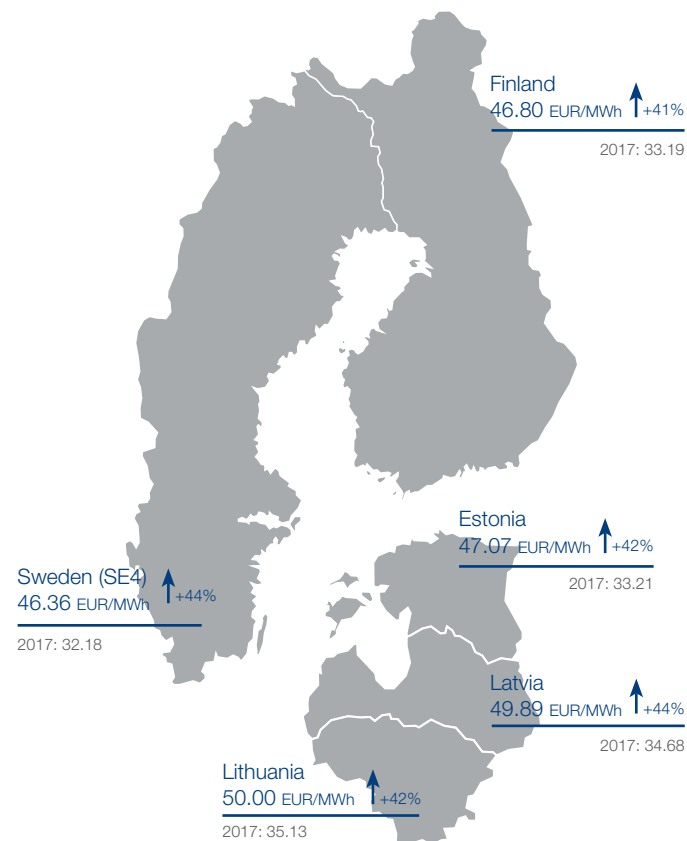 Finland
46.80 EUR/MWh +41%
2017: 33.19
Estonia
47.07 EUR/MWh +42%
2017: 33.21
Sweden (SE4)
46.36 EUR/MWh +44%
2017: 32.18
Latvia
49.89 EUR/MWh +44%
2017: 34.68
Lithuania
50.00 EUR/MWh +42%
2017: 35.13